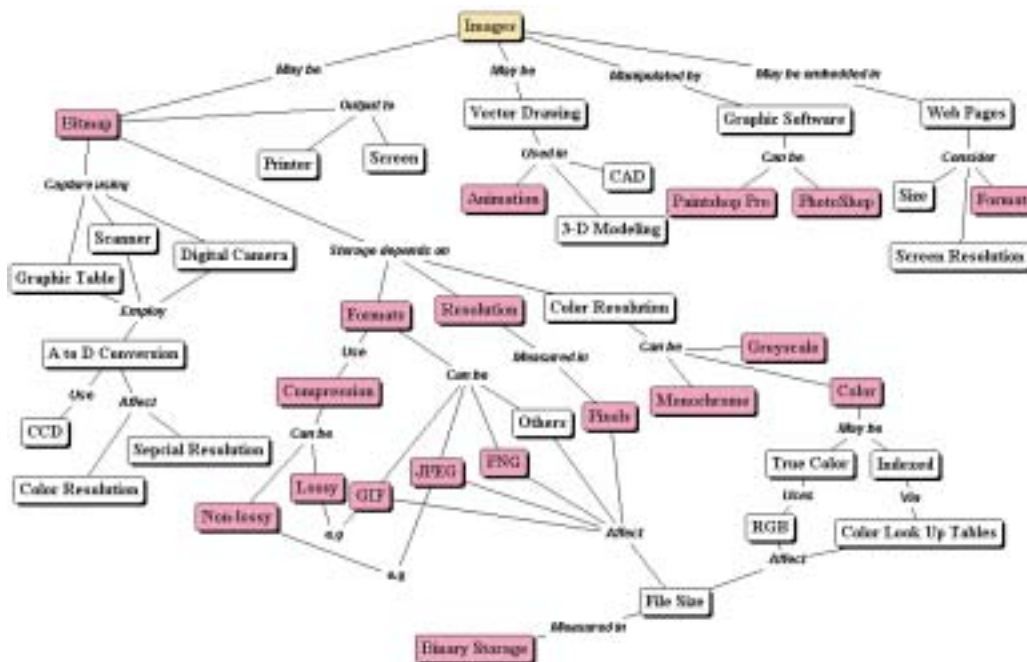 Images
May be
May be
Manipulated by
May be embedded in
Bitmap
Output to
Vector Drawing
Graphic Software
Web Pages
Printer
Screen
Used in
Can be
Consider
Capture using
Animation
CAD
Paintshop Pro
PhotoShop
Size
Format
Scanner
3-D Modeling
Digital Camera
Storage depends on
Screen Resolution
Graphic Table
Employ
Formats
Resolution
Color Resolution
A to D Conversion
Use
Measured in
Can be
Greyscale
Use
Affect
Compression
Can be
Monochrome
Color
CCD
Can be
Others
Pixels
May be
Sepcial Resolution
JPEG
PNG
True Color
Indexed
Color Resolution
Lossy
GIF
Uses
Via
Non-lossy
e.g
Affect
RGB
Color Look Up Tables
e.g
Affect
File Size
Measured in
Binary Storage